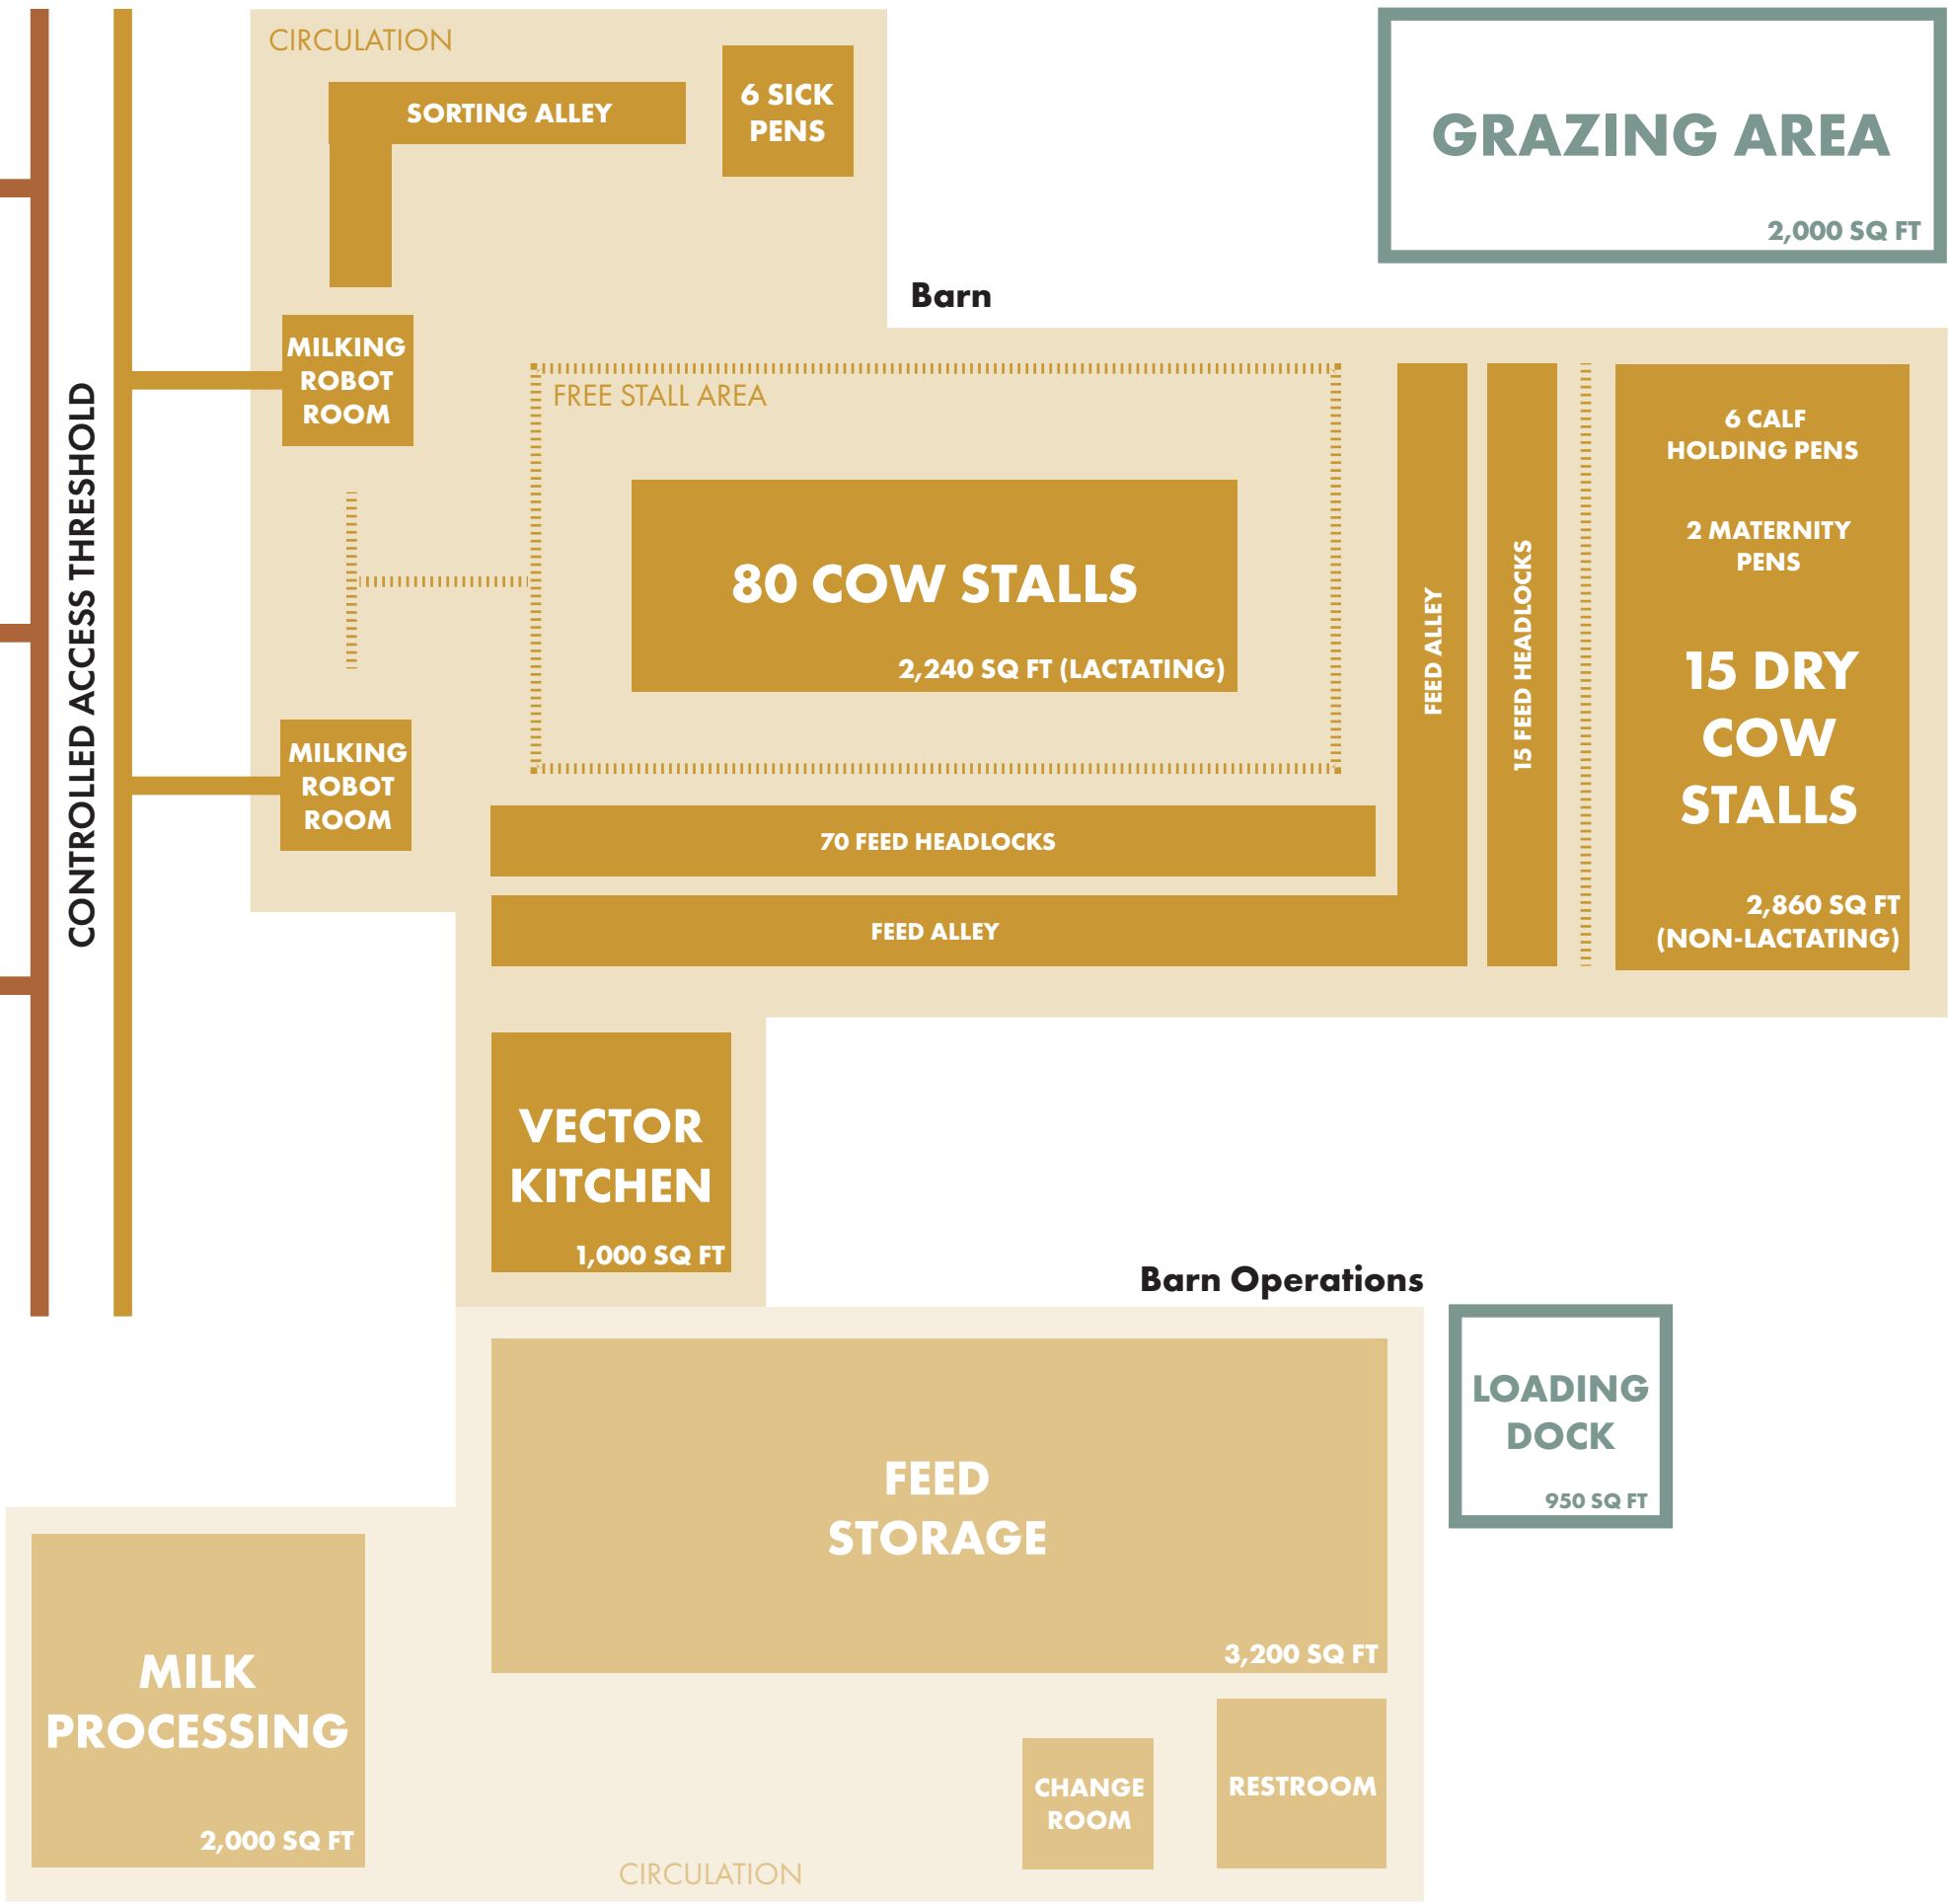 CIRCULATION
SORTING ALLEY
6 SICK
PENS
GRAZING AREA
2,000 SQ FT
Barn
CONTROLLED ACCESS THRESHOLD
MILKING
ROBOT
ROOM
FREE STALL AREA
80 COW STALLS
2,240 SQ FT (LACTATING)
FEED ALLEY
15 FEED HEADLOCKS
6 CALF
HOLDING PENS
2 MATERNITY
PENS
15 DRY
COW
STALLS
2,860 SQ FT
(NON-LACTATING)
MILKING
ROBOT
ROOM
70 FEED HEADLOCKS
FEED ALLEY
VECTOR
KITCHEN
1,000 SQ FT
Barn Operations
LOADING
DOCK
950 SQ FT
FEED
STORAGE
3,200 SQ FT
MILK
PROCESSING
2,000 SQ FT
CHANGE
ROOM
RESTROOM
CIRCULATION